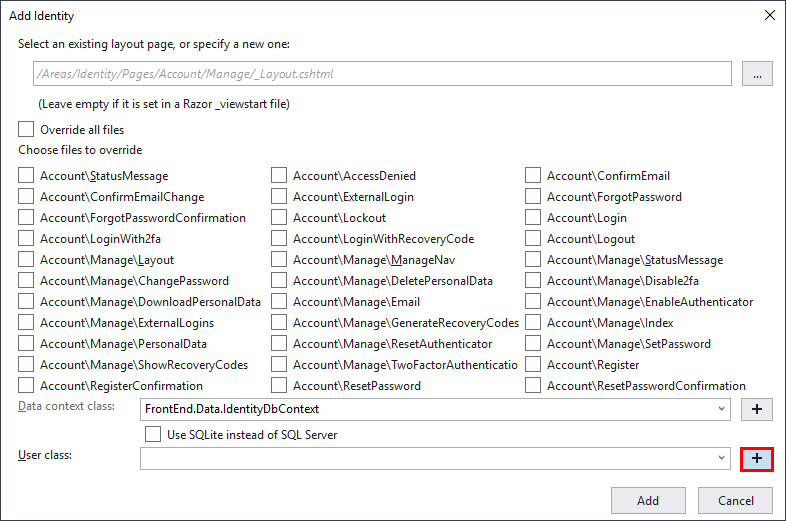 Add Identity
Select an existing layout page, or specify a new one:
/Areas/Identity/Pages/Account/Manage/_Layout.cshtml
...
(Leave empty if it is set in a Razor _viewstart file)
Override all files
Choose files to override
Account\StatusMessage Account\AccessDenied Account\ConfirmEmail
Account\ConfirmEmailChange Account\ExternalLogin Account\ForgotPassword
Account\ForgotPasswordConfirmation Account\Lockout Account\Login
Account\LoginWith2fa Account\LoginWithRecoveryCode Account\Logout
Account\Manage\Layout Account\Manage\ManageNav Account\Manage\StatusMessage
Account\Manage\ChangePassword Account\Manage\DeletePersonalData Account\Manage\Disable2fa
Account\Manage\DownloadPersonalData Account\Manage\Email Account\Manage\EnableAuthenticator
Account\Manage\ExternalLogins Account\Manage\GenerateRecoveryCodes Account\Manage\Index
Account\Manage\PersonalData Account\Manage\ResetAuthenticator Account\Manage\SetPassword
Account\Manage\ShowRecoveryCodes Account\Manage\TwoFactorAuthenticatio Account\Register
Account\RegisterConfirmation Account\ResetPassword Account\ResetPasswordConfirmation
Data context class: FrontEnd.Data.IdentityDbContext +
Use SQLite instead of SQL Server
User class: +
Add Cancel